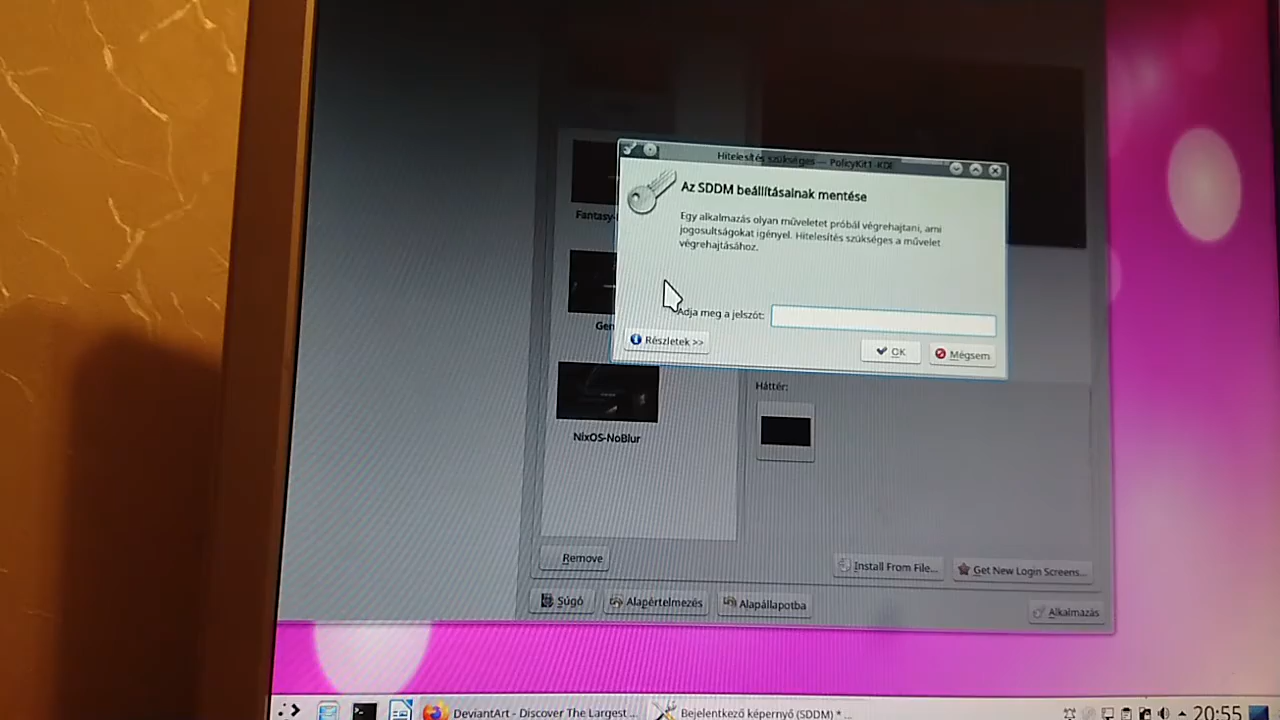 Hitelesítés szükséges — PolicyKit1-KDE
Az SDDM beállításainak mentése
Egy alkalmazás olyan műveletet próbál végrehajtani, ami
jogosultságokat igényel. Hitelesítés szükséges a művelet
végrehajtásához.
Adja meg a jelszót:
Részletek >>
OK
Mégsem
Fantasy-
Gen
NixOS-NoBlur
Háttér:
Remove
Install From File...
Get New Login Screens...
Súgó
Alapértelmezés
Alapállapotba
Alkalmazás
DeviantArt - Discover The Largest...
Bejelentkező képernyő (SDDM) * ...
20:55